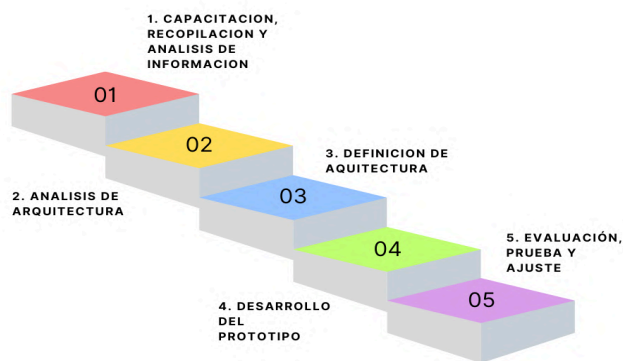 1. CAPACITACION,
RECOPILACION Y
ANALISIS DE
INFORMACION
01
02
2. ANALISIS DE
ARQUITECTURA
3. DEFINICION DE
AQUITECTURA
03
04
4. DESARROLLO
DEL
PROTOTIPO
5. EVALUACIÓN,
PRUEBA Y
AJUSTE
05